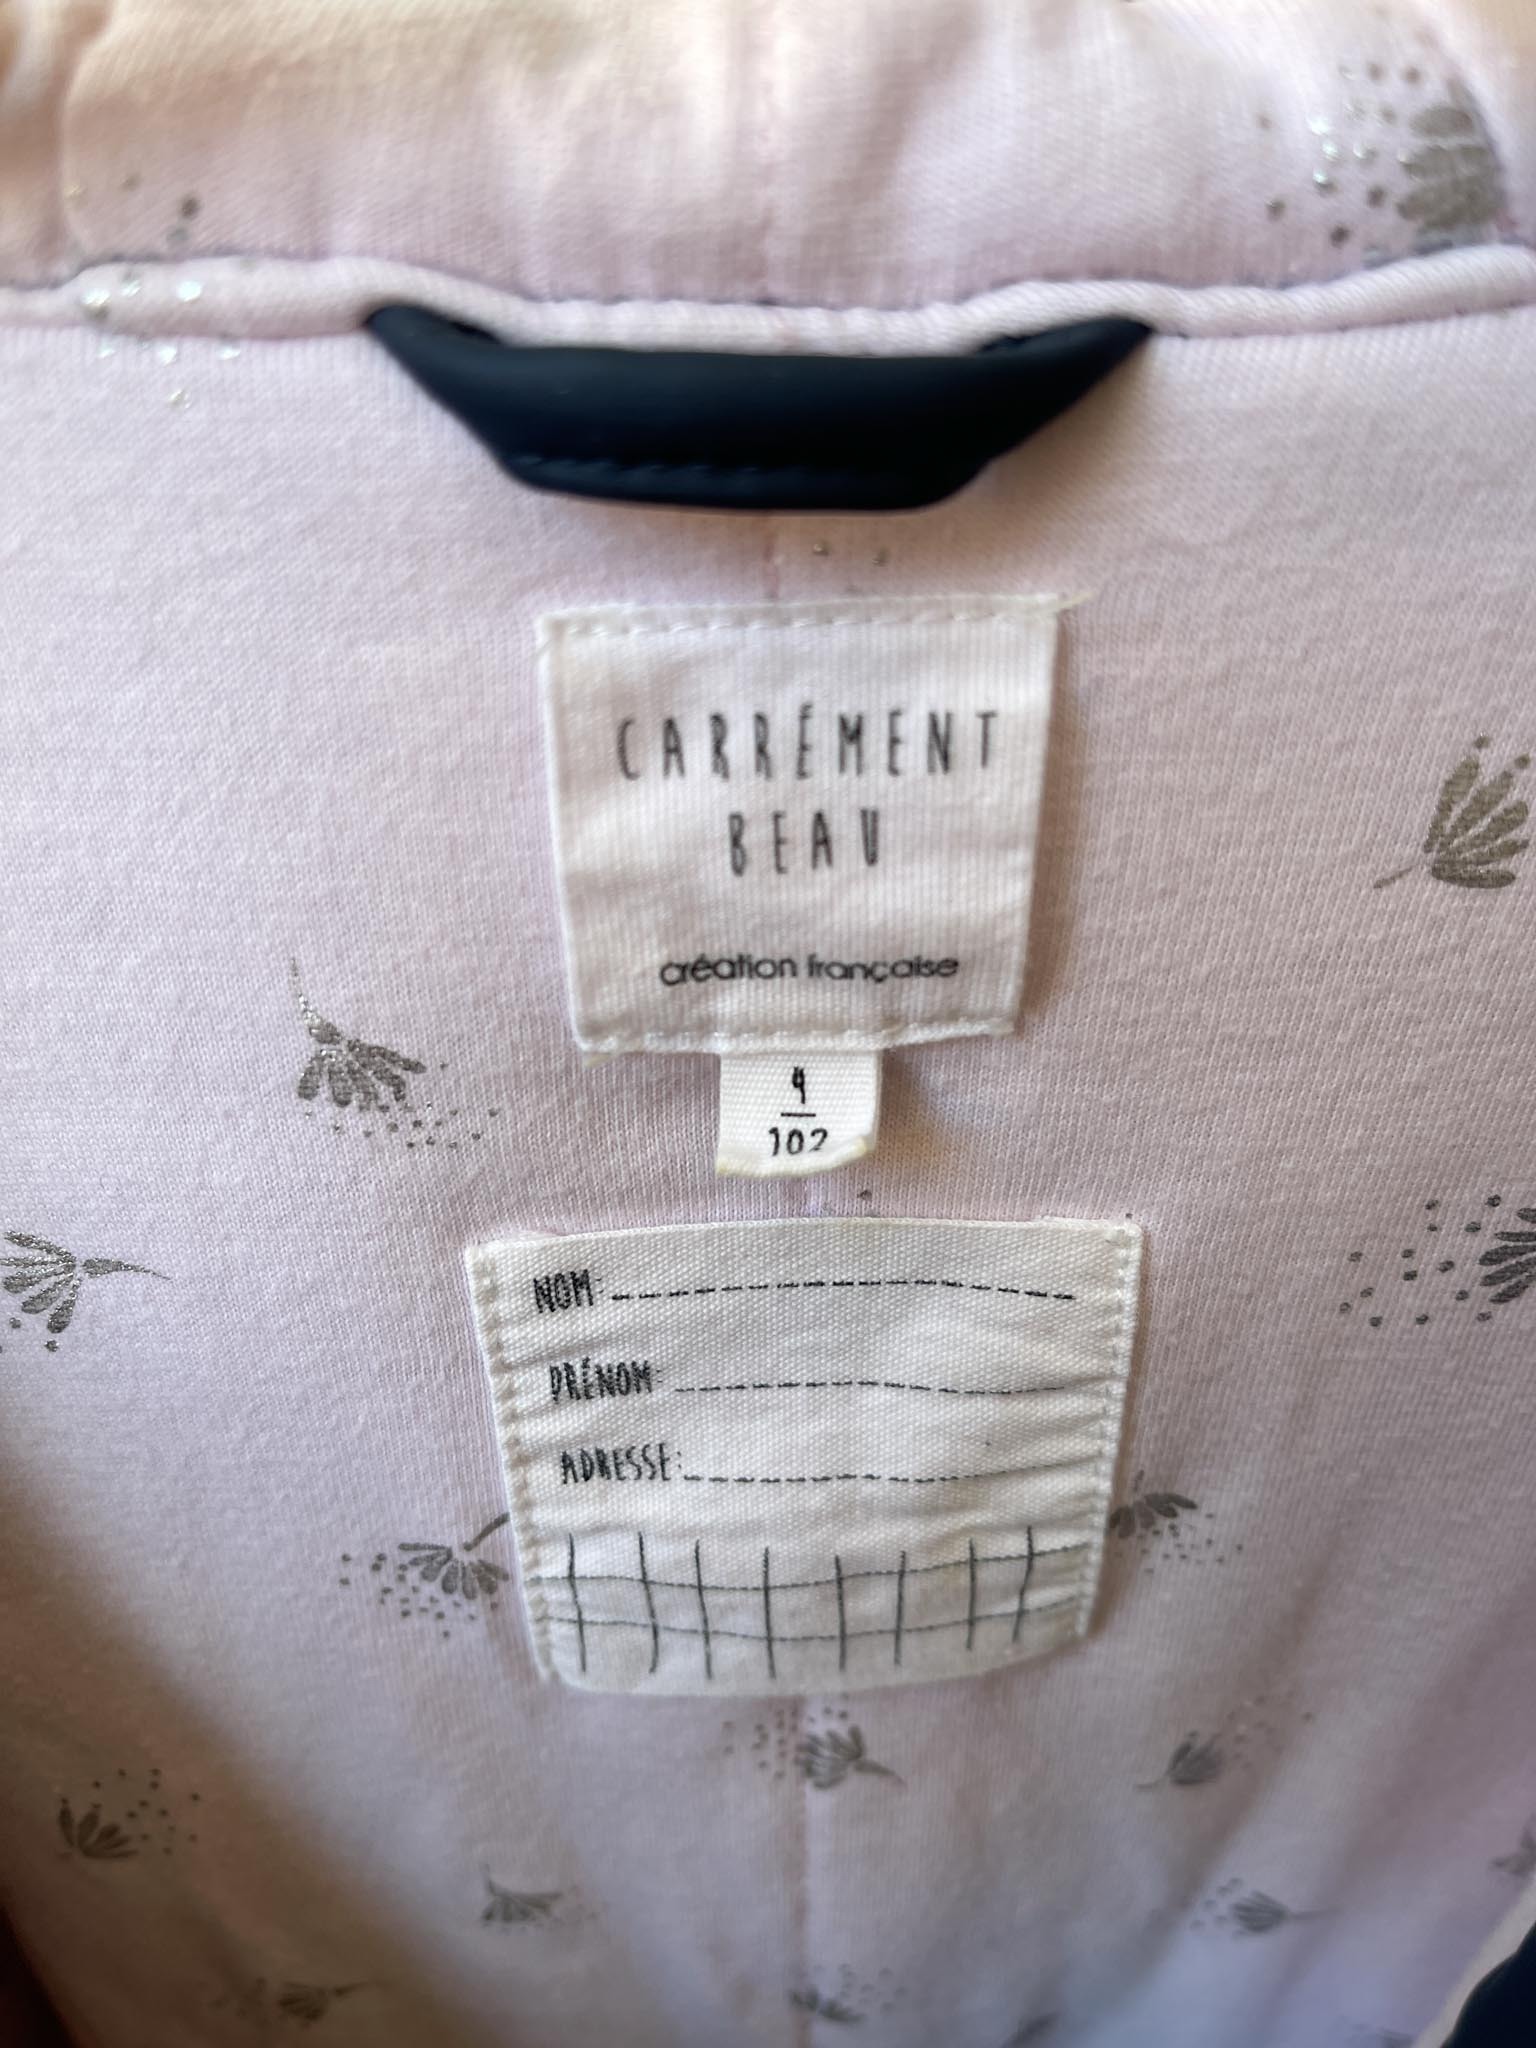 CARRÉMENT
BEAU
création française
4
102
NOM:
PRÉNOM:
ADRESSE: